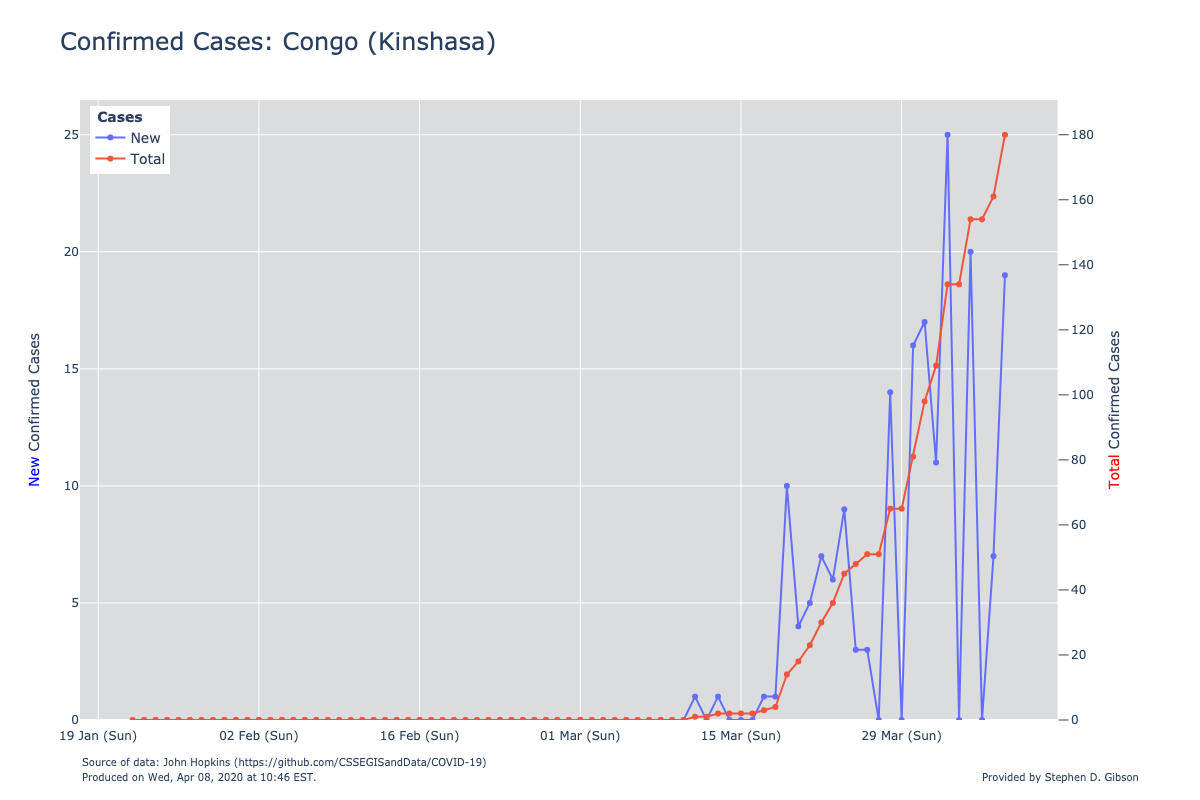 Confirmed Cases: Congo (Kinshasa)
Cases
New
Total
25
20
15
10
5
0
180
160
140
120
100
80
60
40
20
0
New Confirmed Cases
Total Confirmed Cases
19 Jan (Sun) 02 Feb (Sun) 16 Feb (Sun) 01 Mar (Sun) 15 Mar (Sun) 29 Mar (Sun)
Source of data: John Hopkins (https://github.com/CSSEGISandData/COVID-19)
Produced on Wed, Apr 08, 2020 at 10:46 EST.
Provided by Stephen D. Gibson